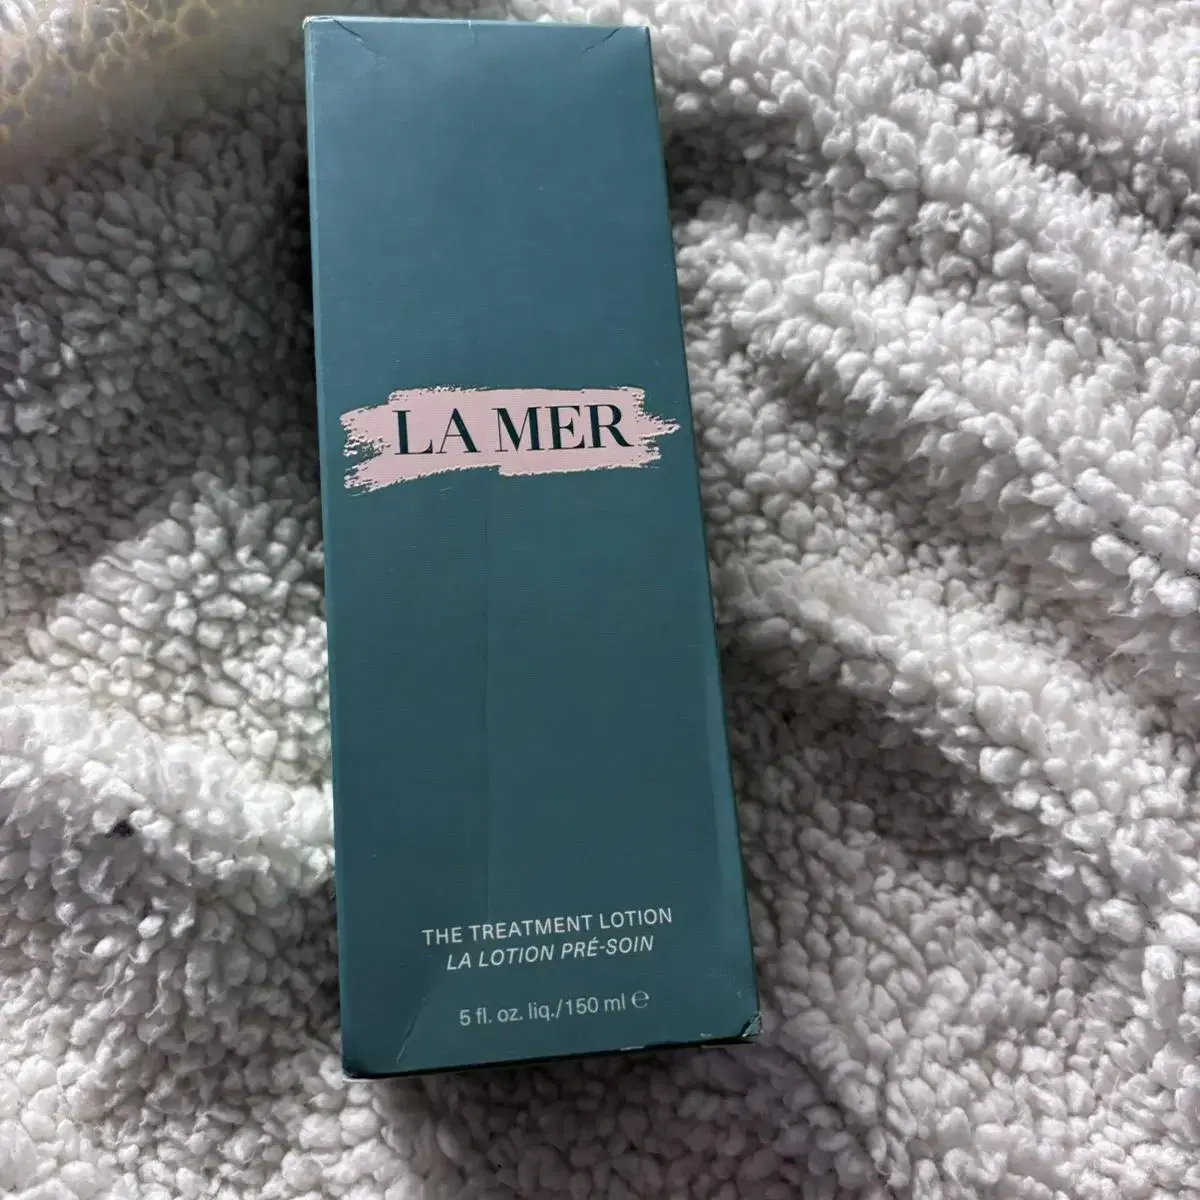 LA MER
THE TREATMENT LOTION
LA LOTION PRÉ-SOIN
5 fl. oz. liq./150 ml ℮